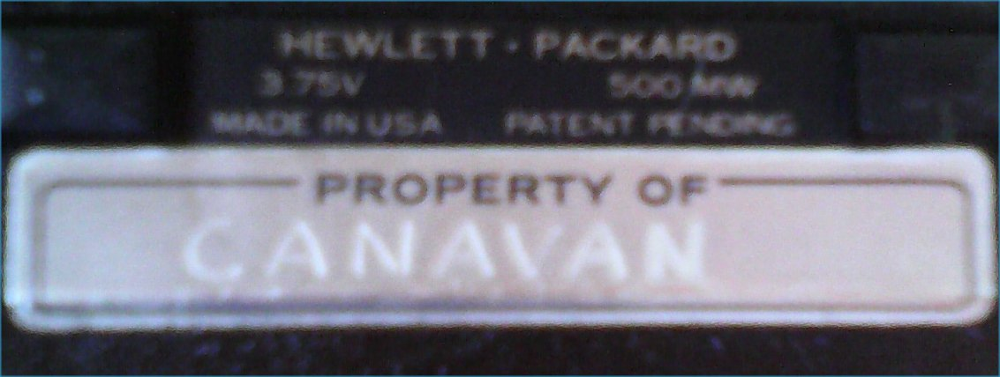 HEWLETT · PACKARD
3.75V 500 MW
MADE IN USA PATENT PENDING
PROPERTY OF
CANAVAN